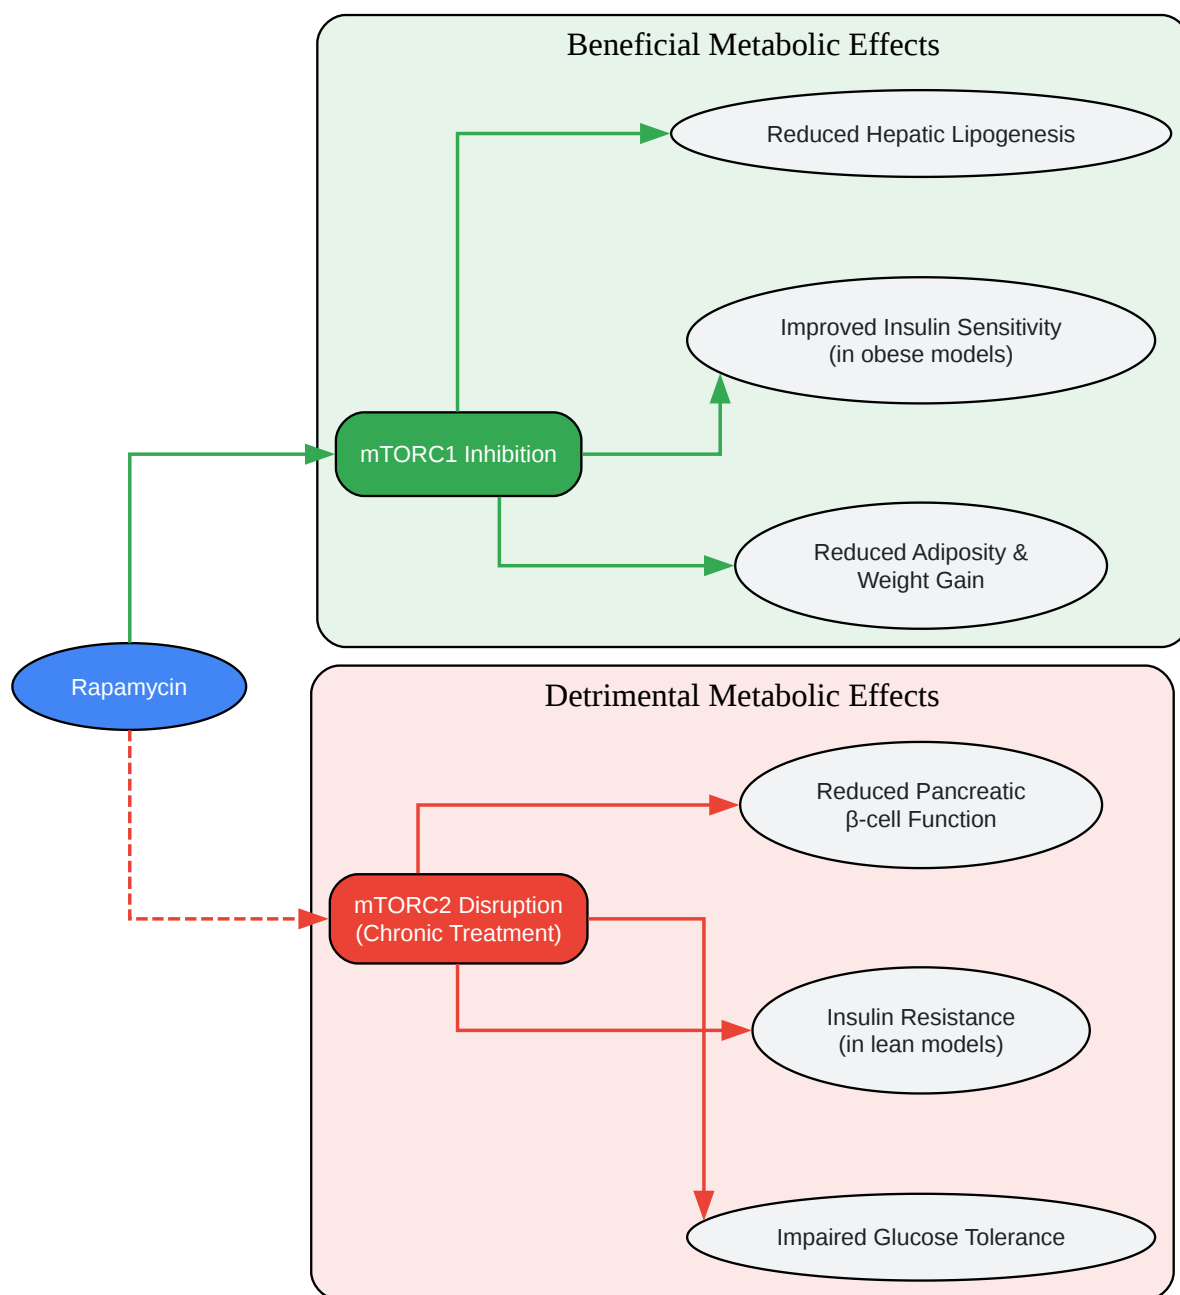 Beneficial Metabolic Effects
Reduced Hepatic Lipogenesis
Improved Insulin Sensitivity
(in obese models)
mTORC1 Inhibition
Reduced Adiposity &
Weight Gain
Rapamycin
Detrimental Metabolic Effects
Reduced Pancreatic
β-cell Function
mTORC2 Disruption
(Chronic Treatment)
Insulin Resistance
(in lean models)
Impaired Glucose Tolerance